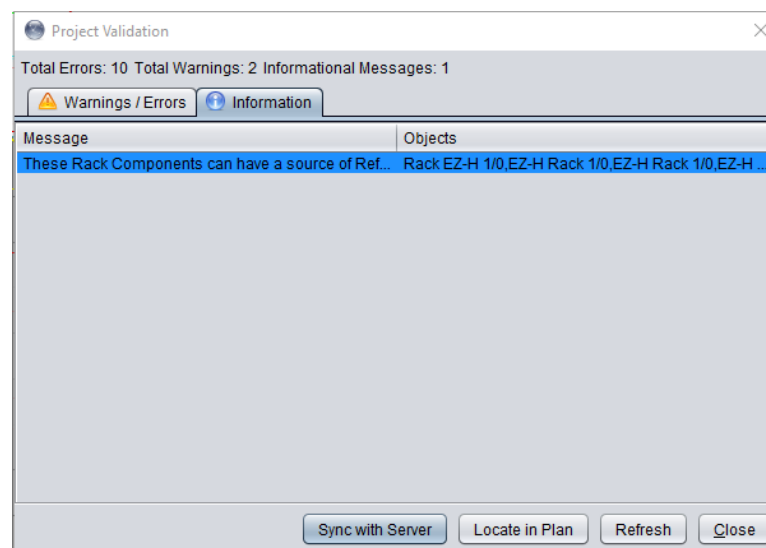 Project Validation
Total Errors: 10 Total Warnings: 2 Informational Messages: 1
Warnings / Errors Information
Message Objects
These Rack Components can have a source of Ref... Rack EZ-H 1/0,EZ-H Rack 1/0,EZ-H Rack 1/0,EZ-H ...
Sync with Server Locate in Plan Refresh Close